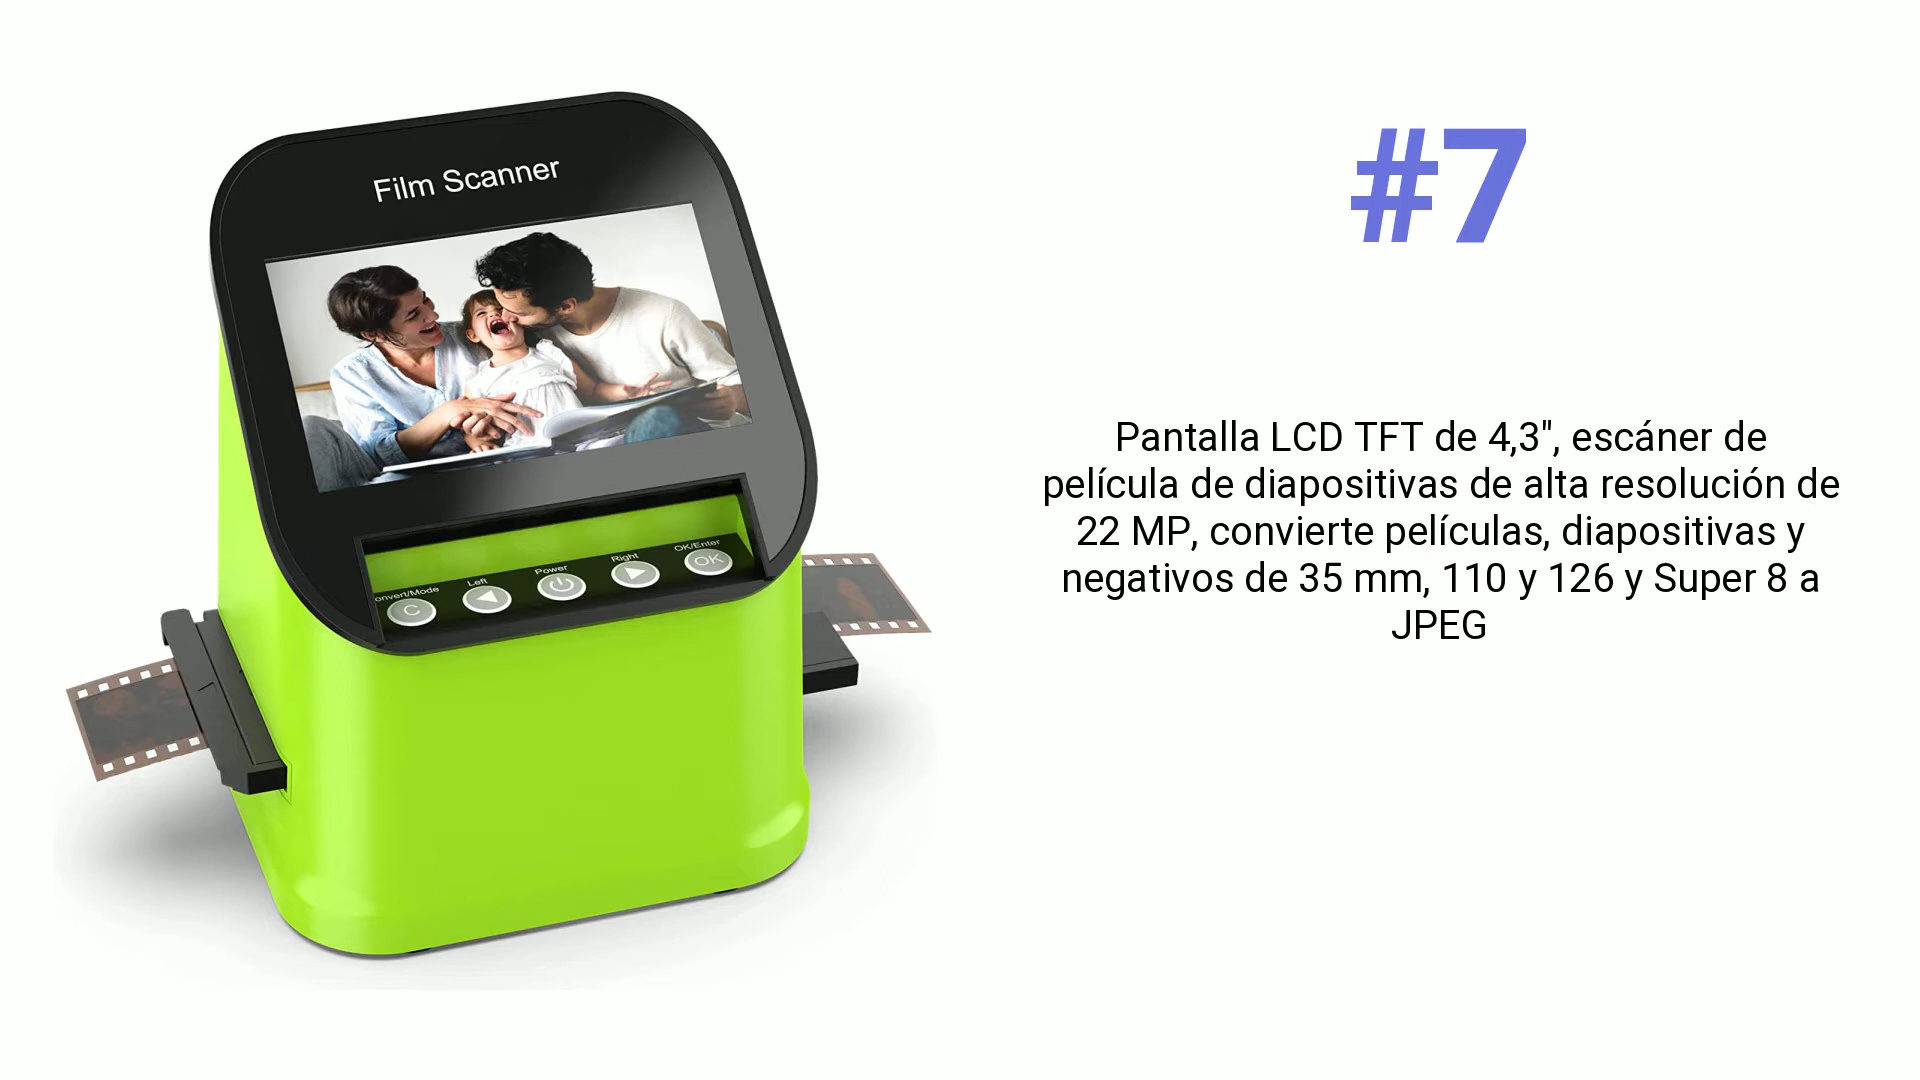 Film Scanner
onvert/Mode
Left
Power
Right
OK/Enter
C
OK
#7
Pantalla LCD TFT de 4,3", escáner de
película de diapositivas de alta resolución de
22 MP, convierte películas, diapositivas y
negativos de 35 mm, 110 y 126 y Super 8 a
JPEG